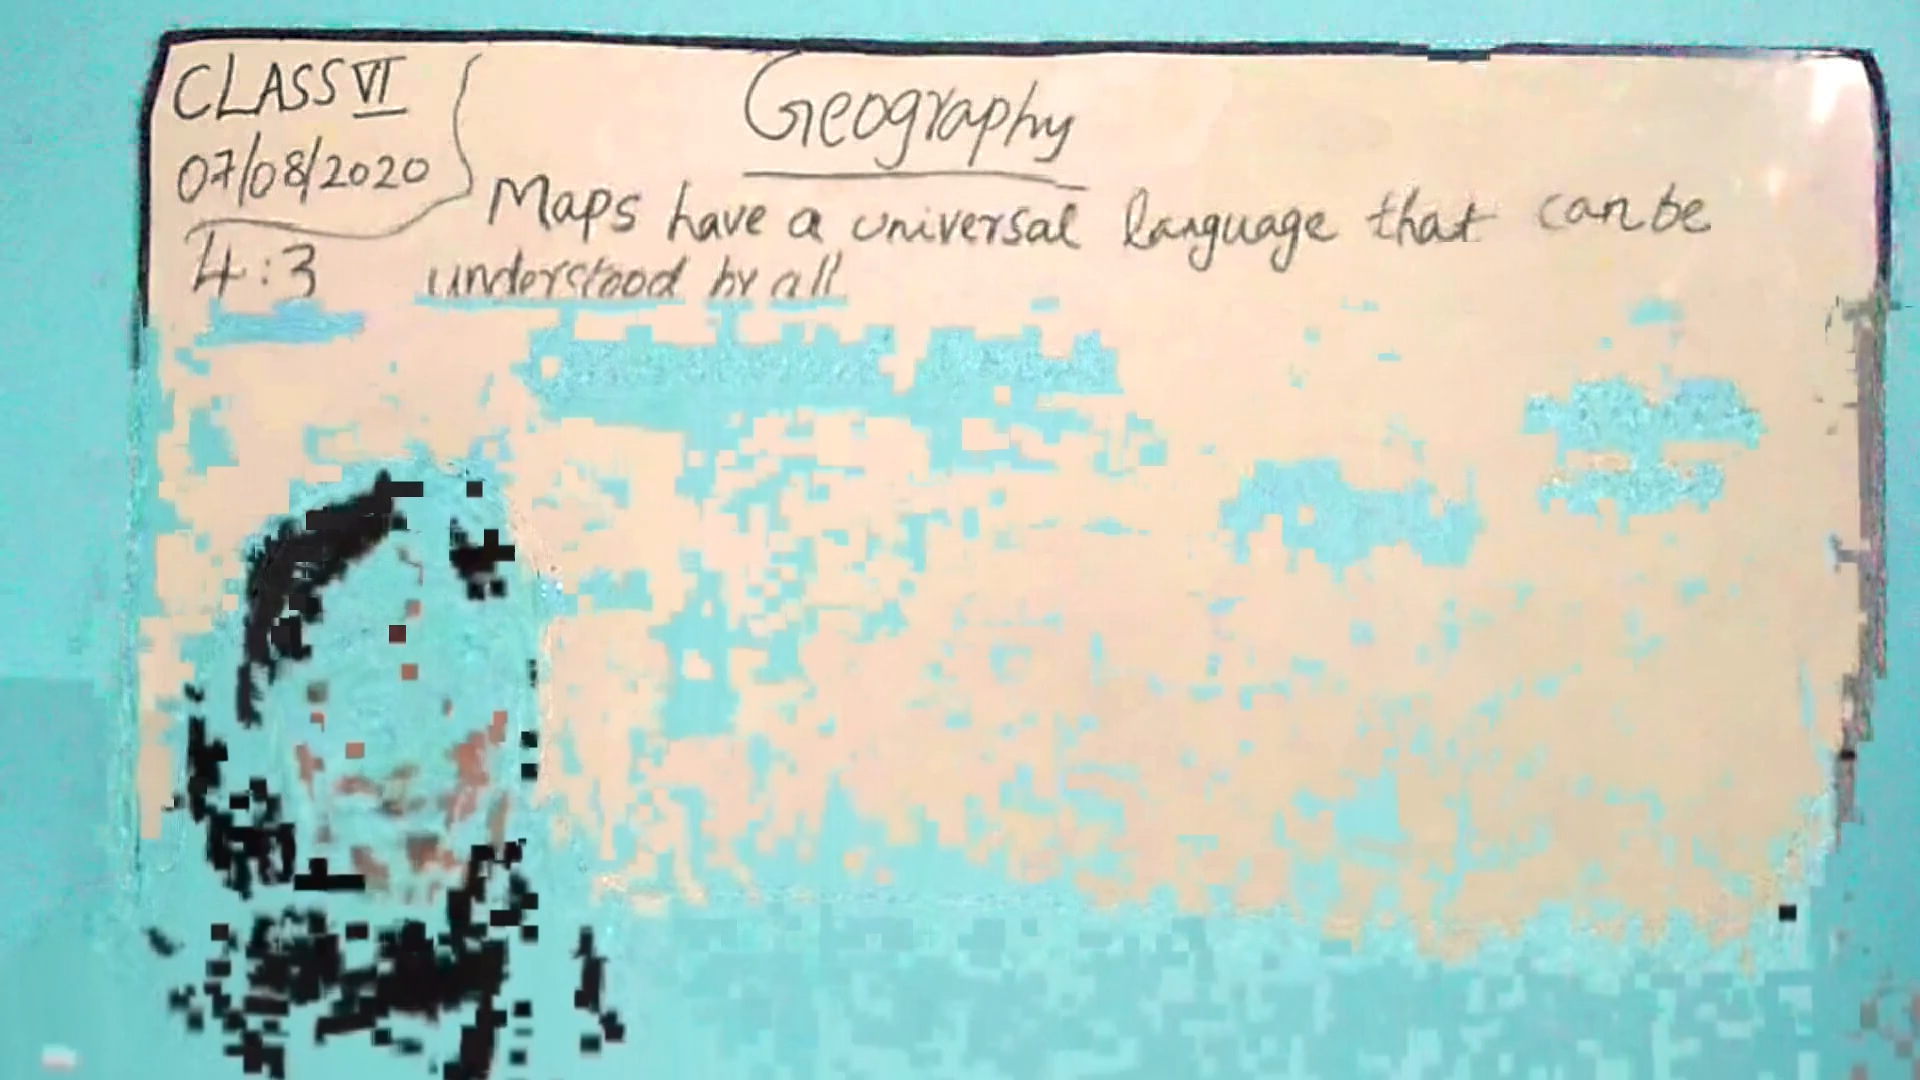 CLASS VI
07/08/2020
Geography
4:3
Maps have a universal language that can be
understood by all